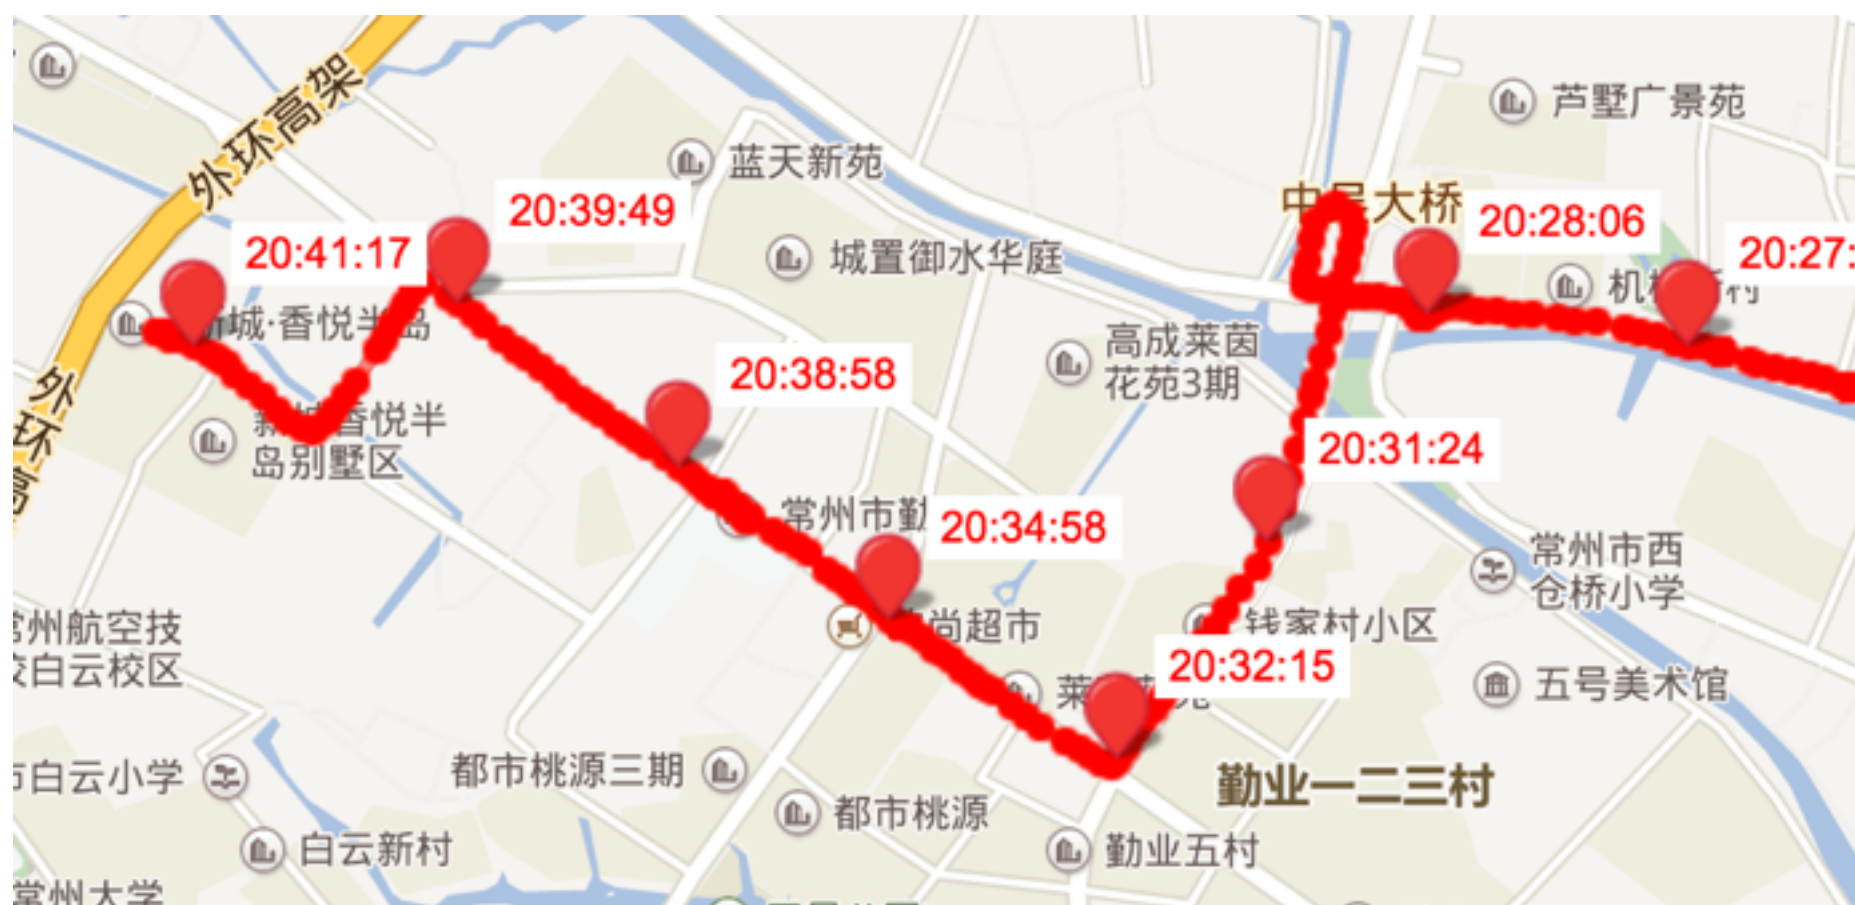 外环高架
芦墅广景苑
蓝天新苑
20:39:49
大桥
20:28:06
20:41:17
城置御水华庭
20:27:
城·香悦半岛
高成莱茵
花苑3期
20:38:58
外环高
香悦半
岛别墅区
20:31:24
常州市勤
20:34:58
常州市西
仓桥小学
尚超市
钱家村小区
州航空技
校白云校区
20:32:15
五号美术馆
都市桃源三期
市白云小学
勤业一二三村
都市桃源
白云新村
勤业五村
常州大学